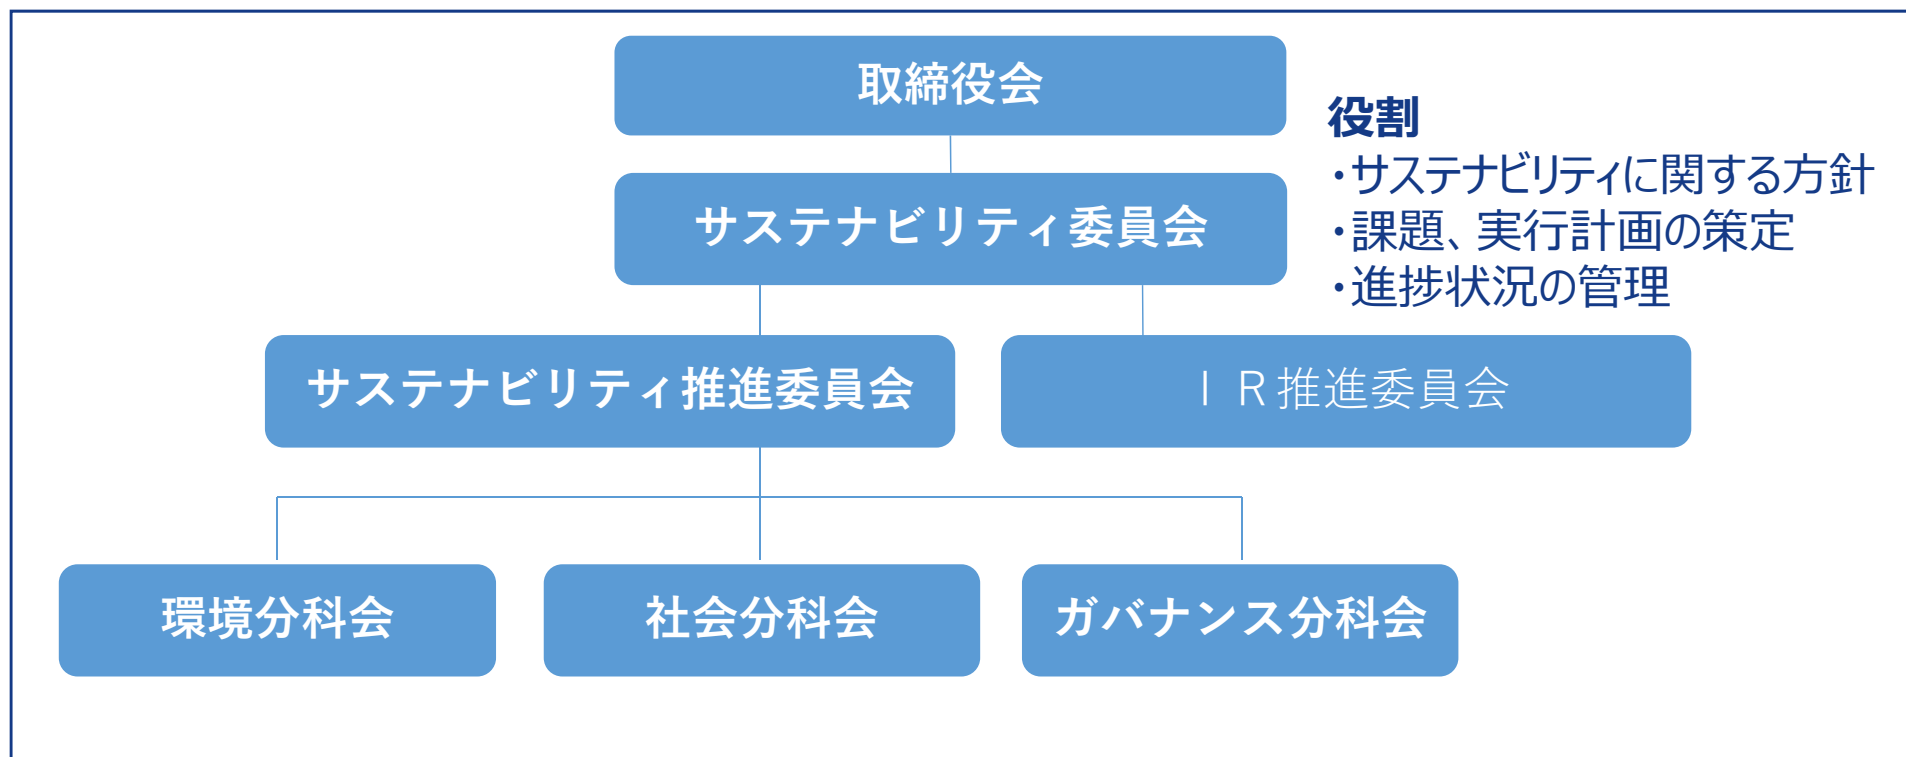 取締役会
役割
・サステナビリティに関する方針
・課題、実行計画の策定
・進捗状況の管理
サステナビリティ委員会
サステナビリティ推進委員会
ＩＲ推進委員会
環境分科会
社会分科会
ガバナンス分科会